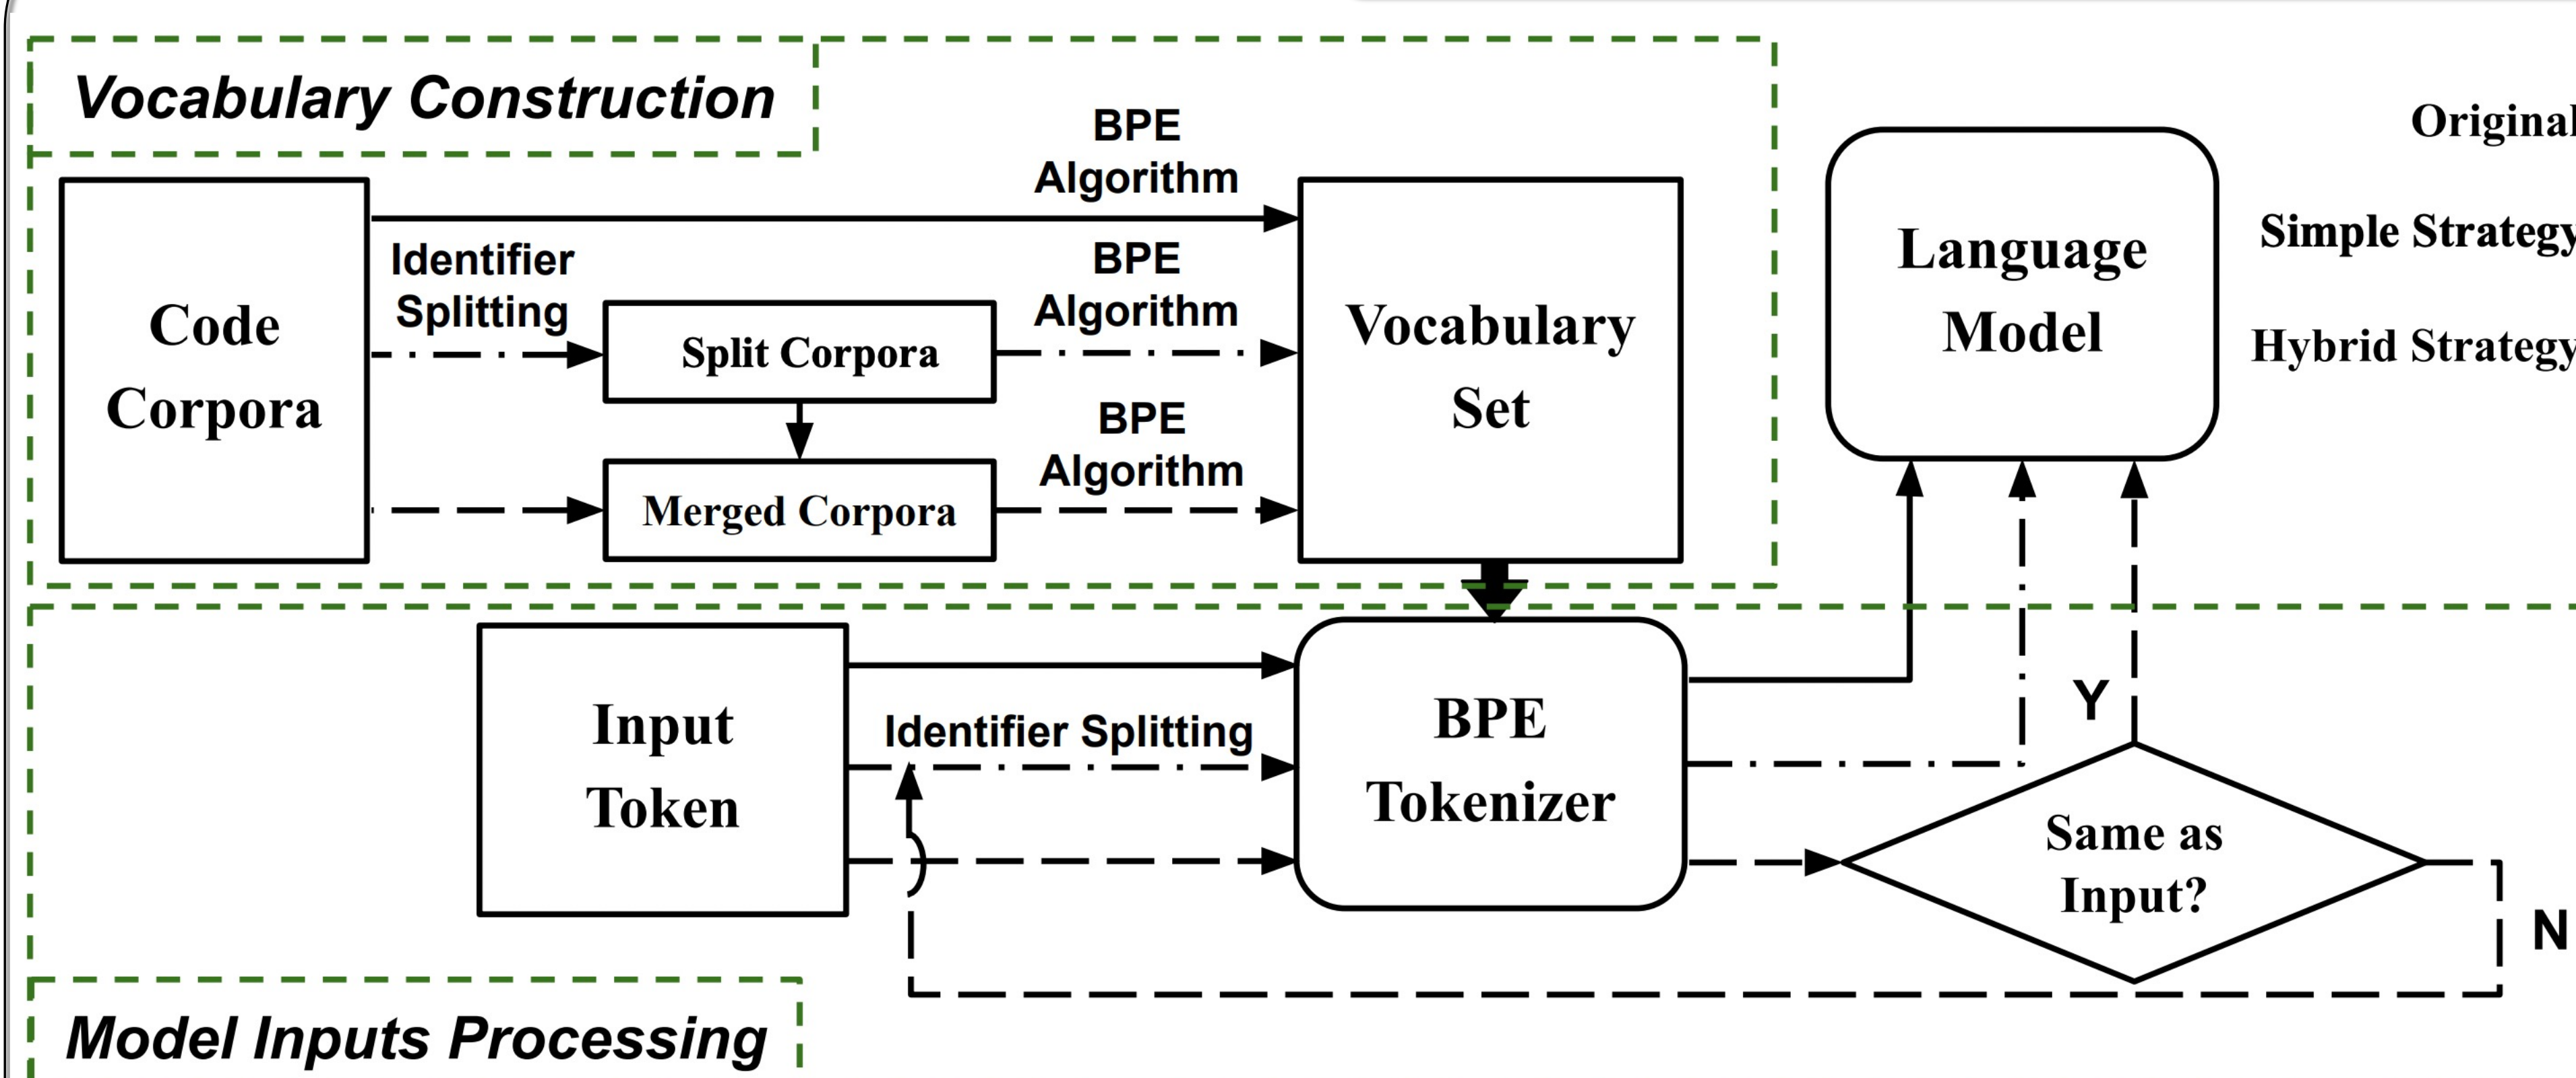 Vocabulary Construction
BPE
Algorithm
Identifier
Splitting
BPE
Algorithm
BPE
Algorithm
Code
Corpora
Split Corpora
Merged Corpora
Vocabulary
Set
Language
Model
Original
Simple Strategy
Hybrid Strategy
Input
Token
Identifier Splitting
BPE
Tokenizer
Y
Same as
Input?
N
Model Inputs Processing